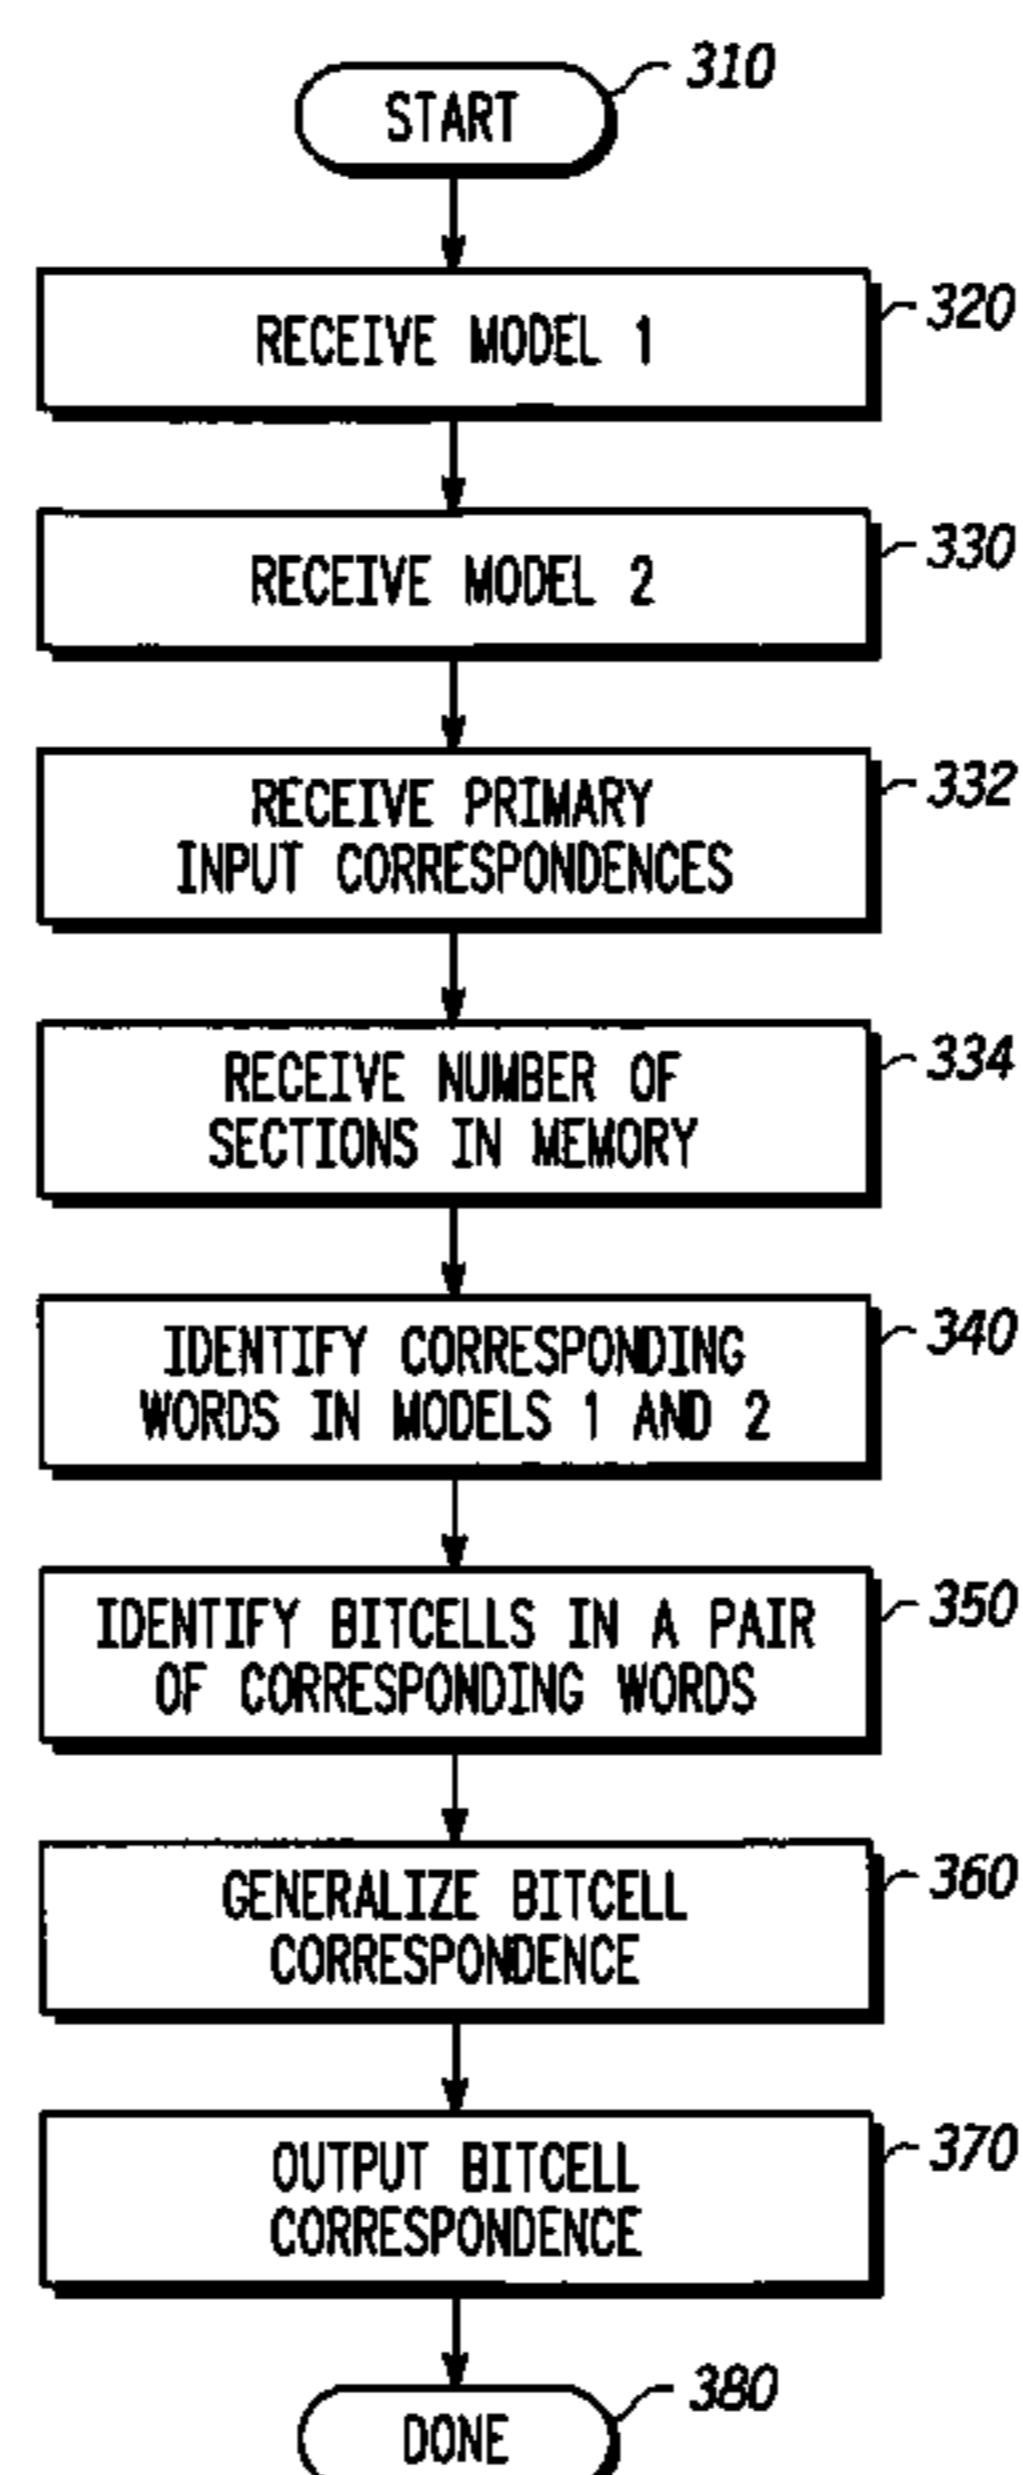 310
START
320
RECEIVE MODEL 1
330
RECEIVE MODEL 2
332
RECEIVE PRIMARY
INPUT CORRESPONDENCES
334
RECEIVE NUMBER OF
SECTIONS IN MEMORY
340
IDENTIFY CORRESPONDING
WORDS IN MODELS 1 AND 2
350
IDENTIFY BITCELLS IN A PAIR
OF CORRESPONDING WORDS
360
GENERALIZE BITCELL
CORRESPONDENCE
370
OUTPUT BITCELL
CORRESPONDENCE
380
DONE